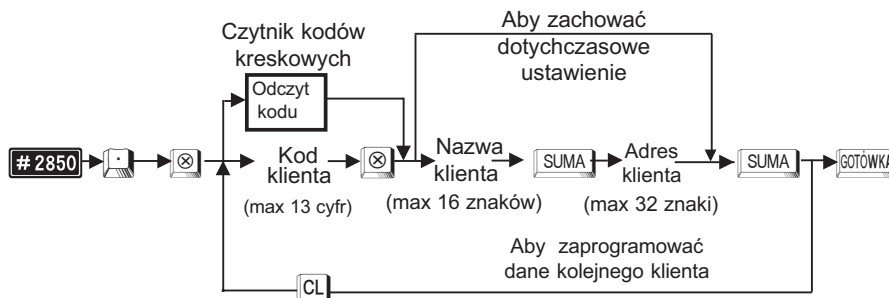 Czytnik kodów
kreskowych
Aby zachować
dotychczasowe
ustawienie
Odczyt
kodu
#2850
·
⊗
Kod
klienta
(max 13 cyfr)
⊗
Nazwa
klienta
(max 16 znaków)
SUMA
Adres
klienta
(max 32 znaki)
SUMA
GOTÓWKA
Aby zaprogramować
dane kolejnego klienta
CL